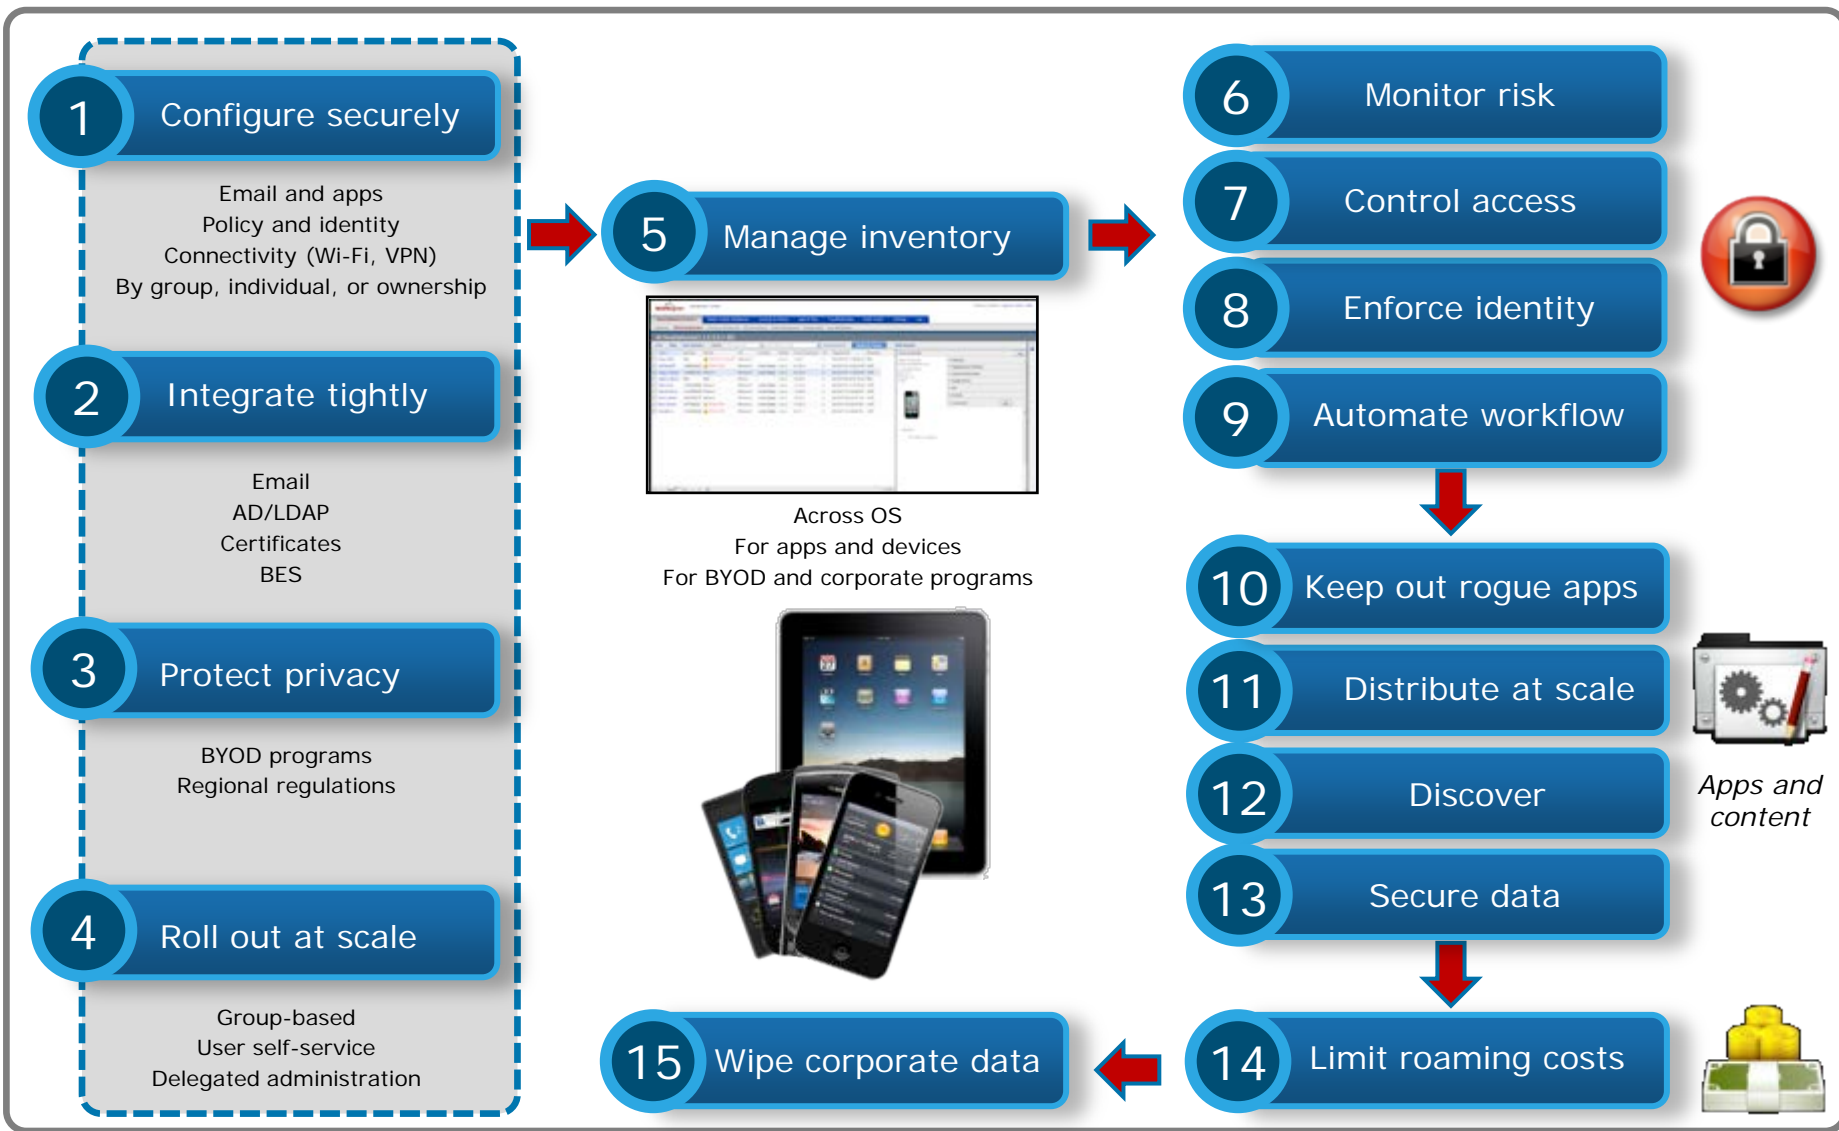 1
Configure securely
Email and apps
Policy and identity
Connectivity (Wi-Fi, VPN)
By group, individual, or ownership
2
Integrate tightly
Email
AD/LDAP
Certificates
BES
3
Protect privacy
BYOD programs
Regional regulations
4
Roll out at scale
Group-based
User self-service
Delegated administration
5
Manage inventory
Across OS
For apps and devices
For BYOD and corporate programs
6
Monitor risk
7
Control access
8
Enforce identity
9
Automate workflow
10
Keep out rogue apps
11
Distribute at scale
12
Discover
13
Secure data
Apps and
content
14
Limit roaming costs
15
Wipe corporate data